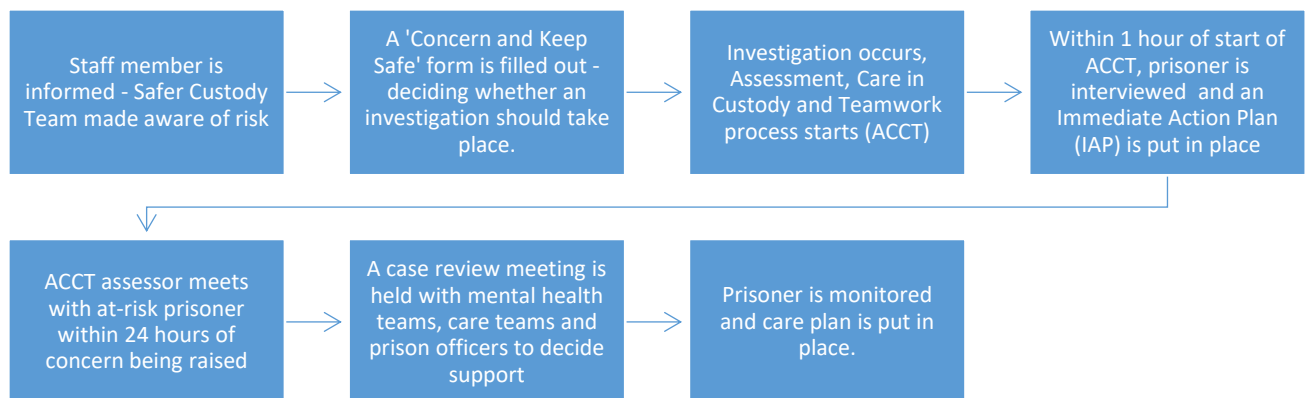 Staff member is
informed - Safer Custody
Team made aware of risk
A 'Concern and Keep
Safe' form is filled out -
deciding whether an
investigation should take
place.
Investigation occurs,
Assessment, Care in
Custody and Teamwork
process starts (ACCT)
Within 1 hour of start of
ACCT, prisoner is
interviewed and an
Immediate Action Plan
(IAP) is put in place
ACCT assessor meets
with at-risk prisoner
within 24 hours of
concern being raised
A case review meeting is
held with mental health
teams, care teams and
prison officers to decide
support
Prisoner is monitored
and care plan is put in
place.